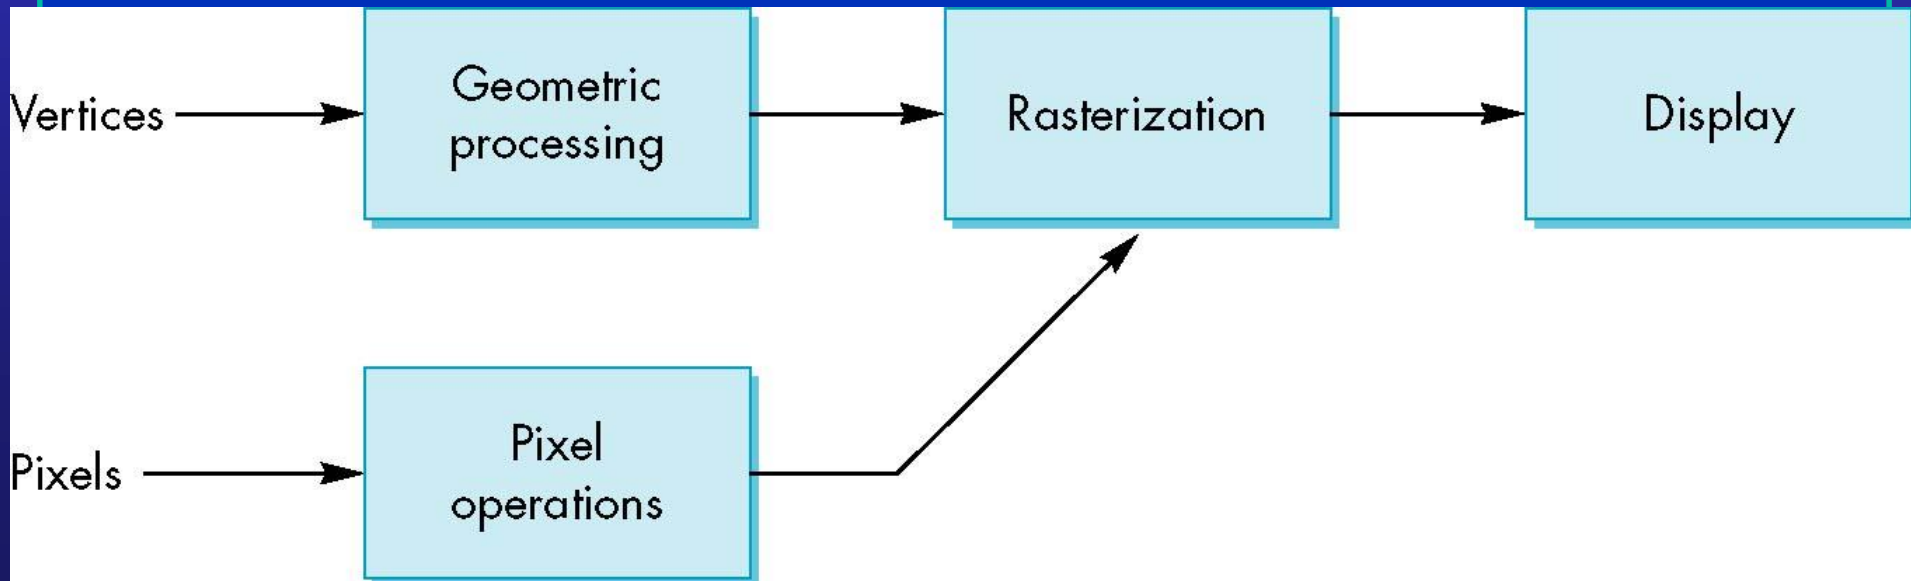 Vertices
Geometric
processing
Rasterization
Display
Pixels
Pixel
operations